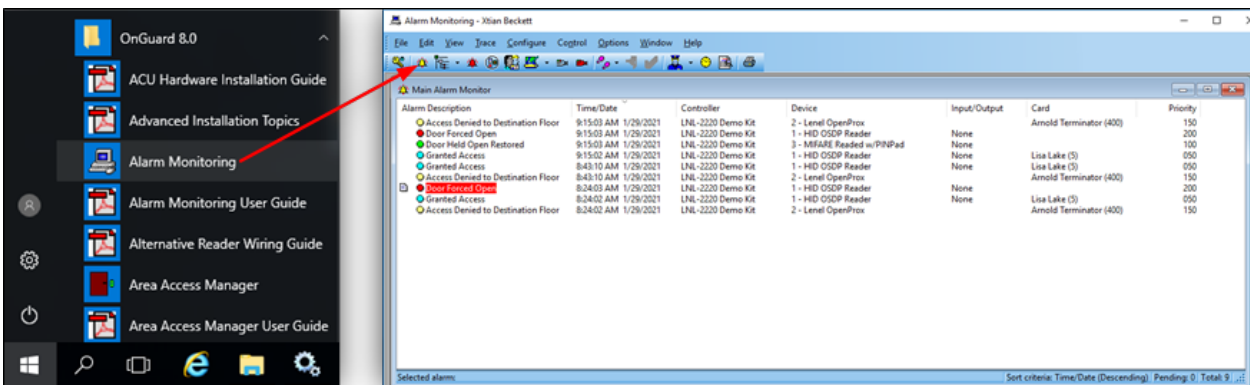 OnGuard 8.0
ACU Hardware Installation Guide
Advanced Installation Topics
Alarm Monitoring
Alarm Monitoring User Guide
Alternative Reader Wiring Guide
Area Access Manager
Area Access Manager User Guide
Alarm Monitoring - Xtian Beckett
File Edit View Trace Configure Control Options Window Help
Main Alarm Monitor
Alarm Description Time/Date Controller Device Input/Output Card Priority
Access Denied to Destination Floor 9:15:03 AM 1/29/2021 LNL-2220 Demo Kit 2 - Lenel OpenProx Arnold Terminator (400) 150
Door Forced Open 9:15:03 AM 1/29/2021 LNL-2220 Demo Kit 1 - HID OSDP Reader None 200
Door Held Open Restored 9:15:03 AM 1/29/2021 LNL-2220 Demo Kit 3 - MIFARE Readed w/PINPad None 100
Granted Access 9:15:02 AM 1/29/2021 LNL-2220 Demo Kit 1 - HID OSDP Reader None Lisa Lake (5) 050
Granted Access 8:43:10 AM 1/29/2021 LNL-2220 Demo Kit 1 - HID OSDP Reader None Lisa Lake (5) 050
Access Denied to Destination Floor 8:43:10 AM 1/29/2021 LNL-2220 Demo Kit 2 - Lenel OpenProx Arnold Terminator (400) 150
Door Forced Open 8:24:03 AM 1/29/2021 LNL-2220 Demo Kit 1 - HID OSDP Reader None 200
Granted Access 8:24:02 AM 1/29/2021 LNL-2220 Demo Kit 1 - HID OSDP Reader None Lisa Lake (5) 050
Access Denied to Destination Floor 8:24:02 AM 1/29/2021 LNL-2220 Demo Kit 2 - Lenel OpenProx Arnold Terminator (400) 150
Selected alarm: Sort criteria: Time/Date (Descending) Pending: 0 Total: 9